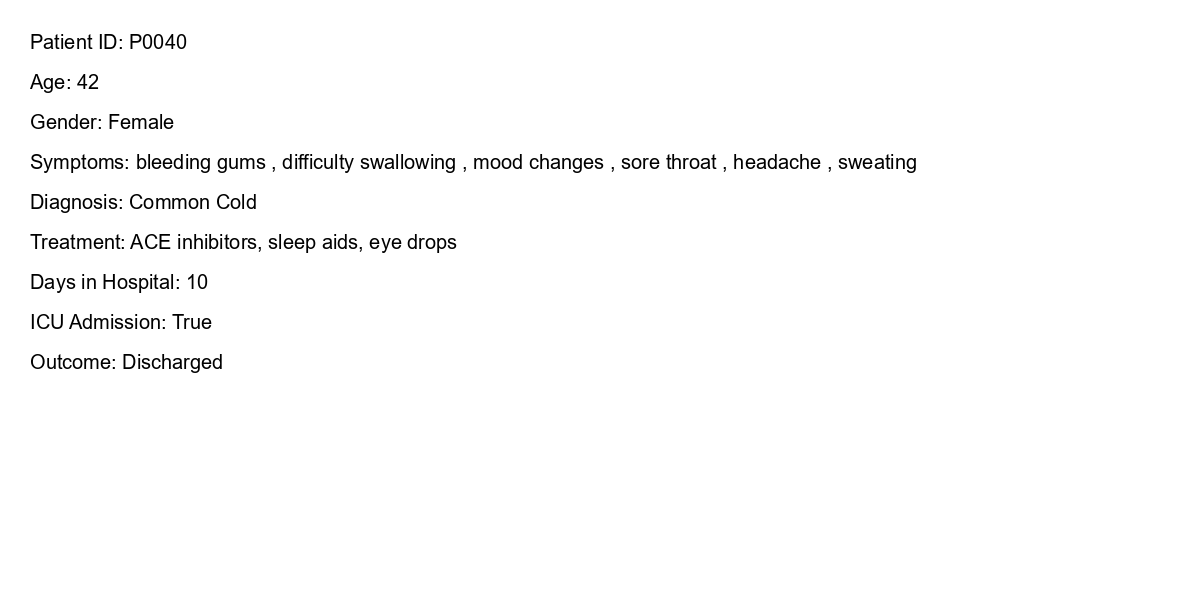 Patient ID: P0040
Age: 42
Gender: Female
Symptoms: bleeding gums , difficulty swallowing , mood changes , sore throat , headache , sweating
Diagnosis: Common Cold
Treatment: ACE inhibitors, sleep aids, eye drops
Days in Hospital: 10
ICU Admission: True
Outcome: Discharged